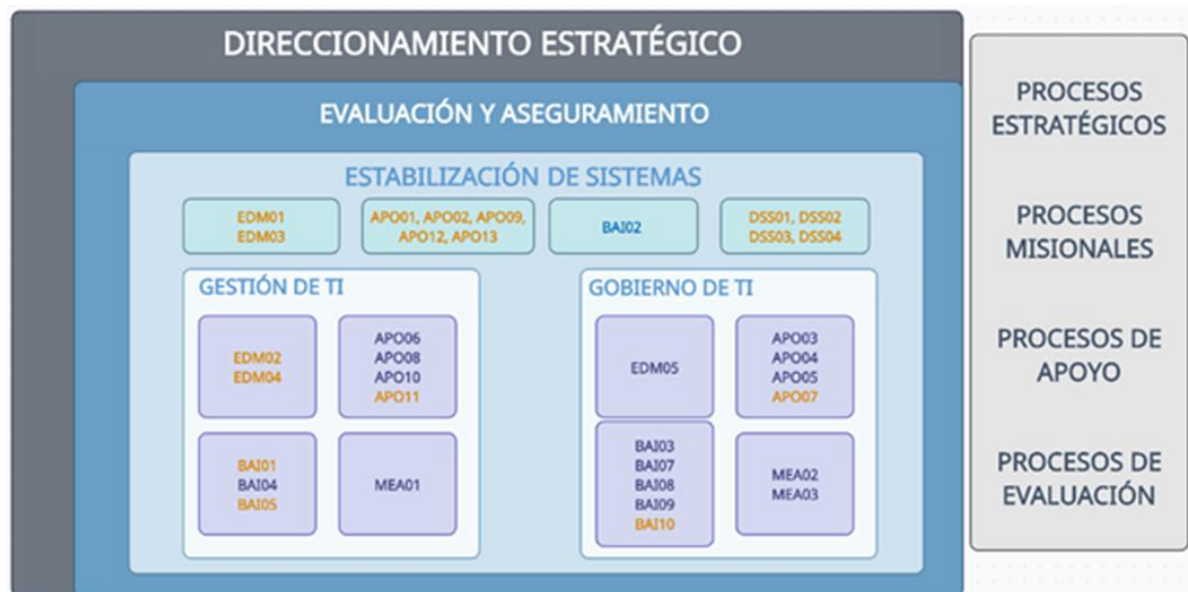 DIRECCIONAMIENTO ESTRATÉGICO
EVALUACIÓN Y ASEGURAMIENTO
ESTABILIZACIÓN DE SISTEMAS
EDM01
EDM03
APO01, APO02, APO09,
APO12, APO13
BAI02
DSS01, DSS02
DSS03, DSS04
GESTIÓN DE TI
EDM02
EDM04
APO06
APO08
APO10
APO11
BAI01
BAI04
BAI05
MEA01
GOBIERNO DE TI
EDM05
APO03
APO04
APO05
APO07
BAI03
BAI07
BAI08
BAI09
BAI10
MEA02
MEA03
PROCESOS
ESTRATÉGICOS
PROCESOS
MISIONALES
PROCESOS DE
APOYO
PROCESOS DE
EVALUACIÓN